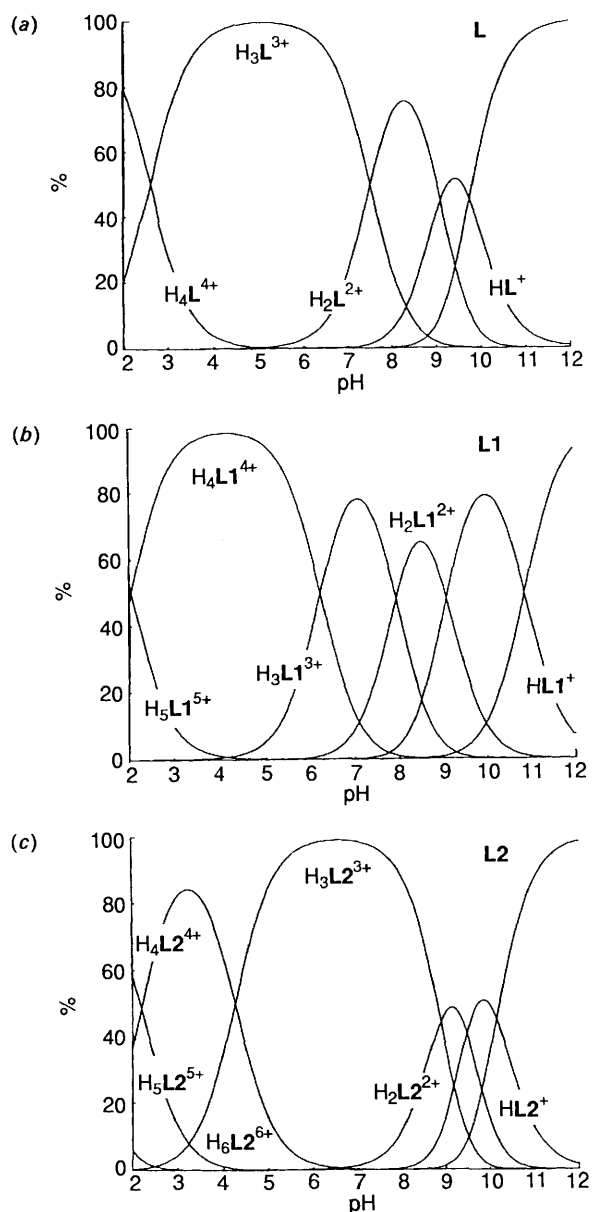 (a)
100
80
60
40
20
0
%
H₃L³⁺
L
H₄L⁴⁺
H₂L²⁺
HL⁺
2 3 4 5 6 7 8 9 10 11 12
pH
(b)
100
80
60
40
20
0
%
L1
H₄L1⁴⁺
H₂L1²⁺
H₃L1³⁺
H₅L1⁵⁺
HL1⁺
2 3 4 5 6 7 8 9 10 11 12
pH
(c)
100
80
60
40
20
0
%
L2
H₃L2³⁺
H₄L2⁴⁺
H₅L2⁵⁺
H₂L2²⁺
HL2⁺
H₆L2⁶⁺
2 3 4 5 6 7 8 9 10 11 12
pH